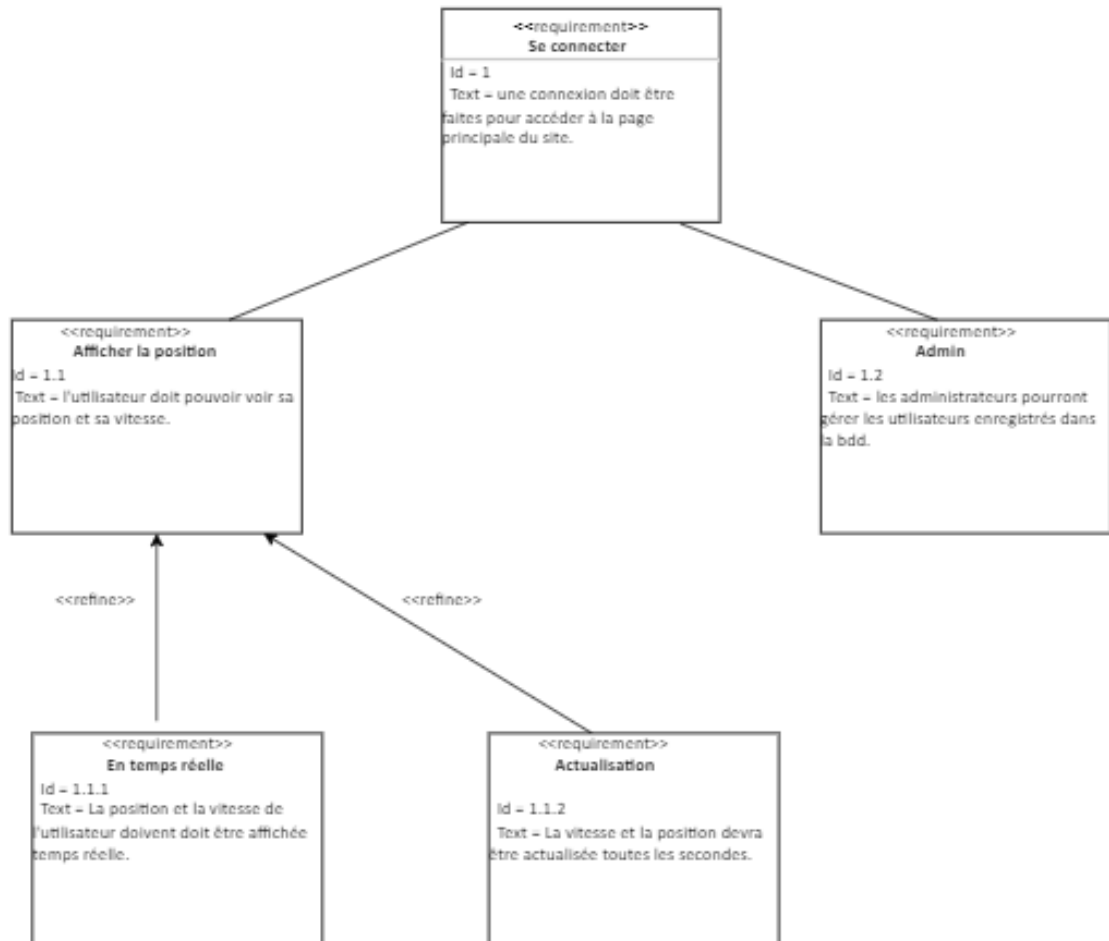 <<requirement>>
Se connecter
Id = 1
Text = une connexion doit être
faites pour accéder à la page
principale du site.
<<requirement>>
Afficher la position
Id = 1.1
Text = l'utilisateur doit pouvoir voir sa
position et sa vitesse.
<<requirement>>
Admin
Id = 1.2
Text = les administrateurs pourront
gérer les utilisateurs enregistrés dans
la bdd.
<<refine>>
<<refine>>
<<requirement>>
En temps réelle
Id = 1.1.1
Text = La position et la vitesse de
l'utilisateur doivent doit être affichée
temps réelle.
<<requirement>>
Actualisation
Id = 1.1.2
Text = La vitesse et la position devra
être actualisée toutes les secondes.